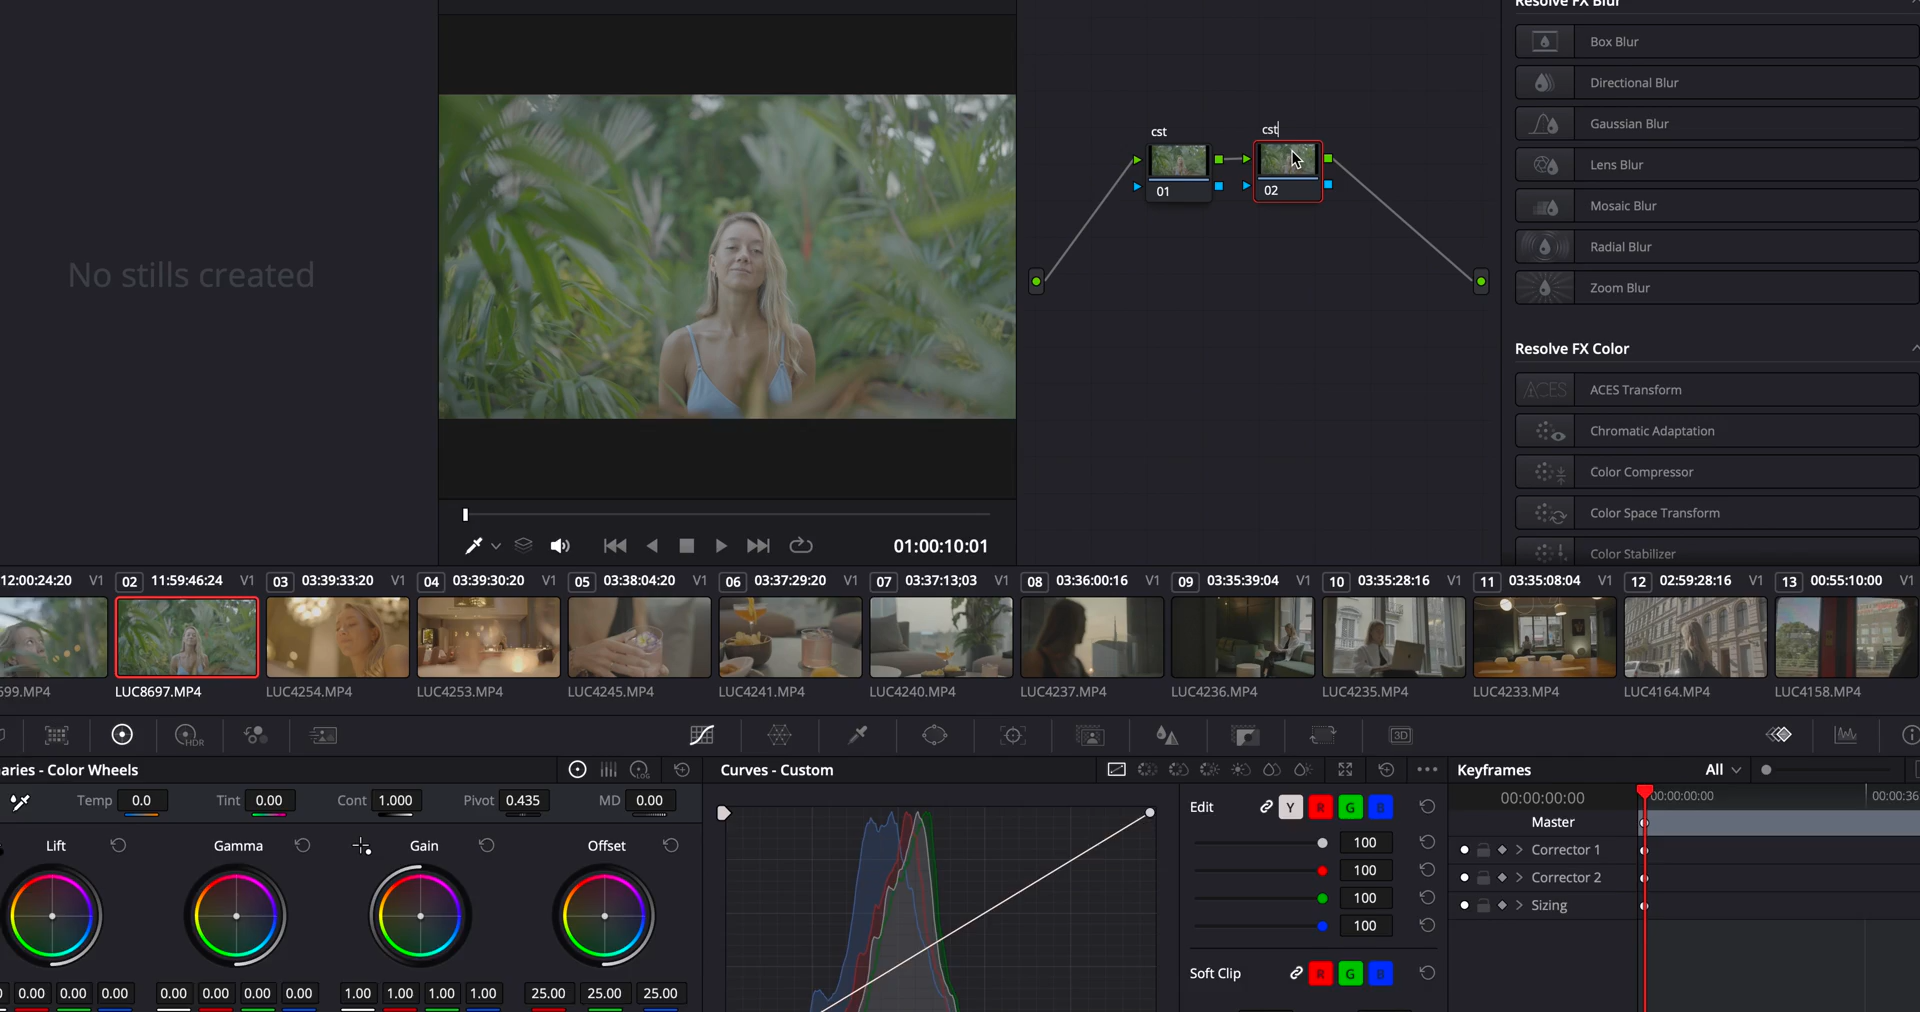 Resolve FX Blur
Box Blur
Directional Blur
Gaussian Blur
Lens Blur
Mosaic Blur
Radial Blur
Zoom Blur
Resolve FX Color
ACES
ACES Transform
Chromatic Adaptation
Color Compressor
Color Space Transform
Color Stabilizer
cst
cst
01
02
No stills created
01:00:10:01
12:00:24:20 V1
02 11:59:46:24 V1
03 03:39:33:20 V1
04 03:39:30:20 V1
05 03:38:04:20 V1
06 03:37:29:20 V1
07 03:37:13;03 V1
08 03:36:00:16 V1
09 03:35:39:04 V1
10 03:35:28:16 V1
11 03:35:08:04 V1
12 02:59:28:16 V1
13 00:55:10:00 V1
599.MP4
LUC8697.MP4
LUC4254.MP4
LUC4253.MP4
LUC4245.MP4
LUC4241.MP4
LUC4240.MP4
LUC4237.MP4
LUC4236.MP4
LUC4235.MP4
LUC4233.MP4
LUC4164.MP4
LUC4158.MP4
HDR
3D
aries - Color Wheels
LOG
Temp 0.0
Tint 0.00
Cont 1.000
Pivot 0.435
MD 0.00
Lift
Gamma
Gain
Offset
0.00 0.00 0.00
0.00 0.00 0.00 0.00
1.00 1.00 1.00 1.00
25.00 25.00 25.00
Curves - Custom
Edit Y R G B
100
100
100
100
Soft Clip R G B
Keyframes
All
00:00:00:00
00:00:00:00
00:00:36
Master
Corrector 1
Corrector 2
Sizing